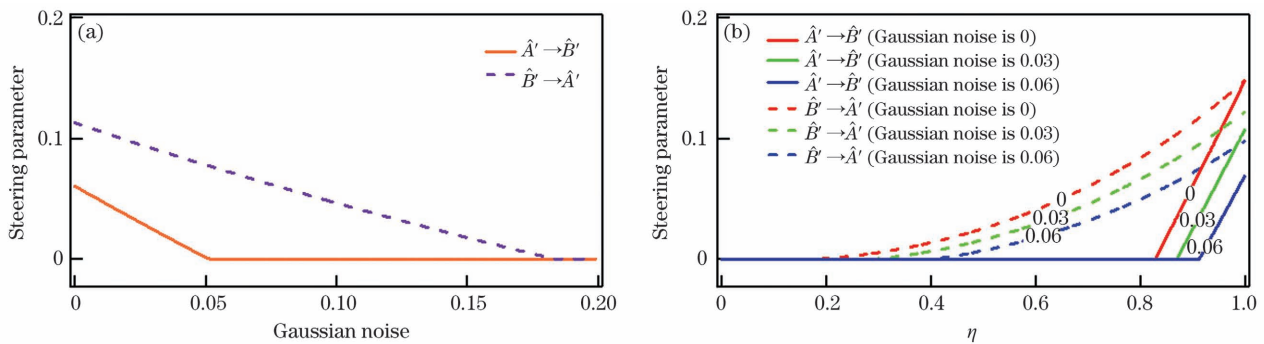 0.2
(a)
Â′→B̂′
B̂′→Â′
0.1
0
Steering parameter
0
0.05
0.10
0.15
0.20
Gaussian noise
0.2
(b)
Â′→B̂′ (Gaussian noise is 0)
Â′→B̂′ (Gaussian noise is 0.03)
Â′→B̂′ (Gaussian noise is 0.06)
B̂′→Â′ (Gaussian noise is 0)
B̂′→Â′ (Gaussian noise is 0.03)
B̂′→Â′ (Gaussian noise is 0.06)
0.1
0
Steering parameter
0
0.03
0.06
0
0.03
0.06
0
0.2
0.4
0.6
0.8
1.0
η